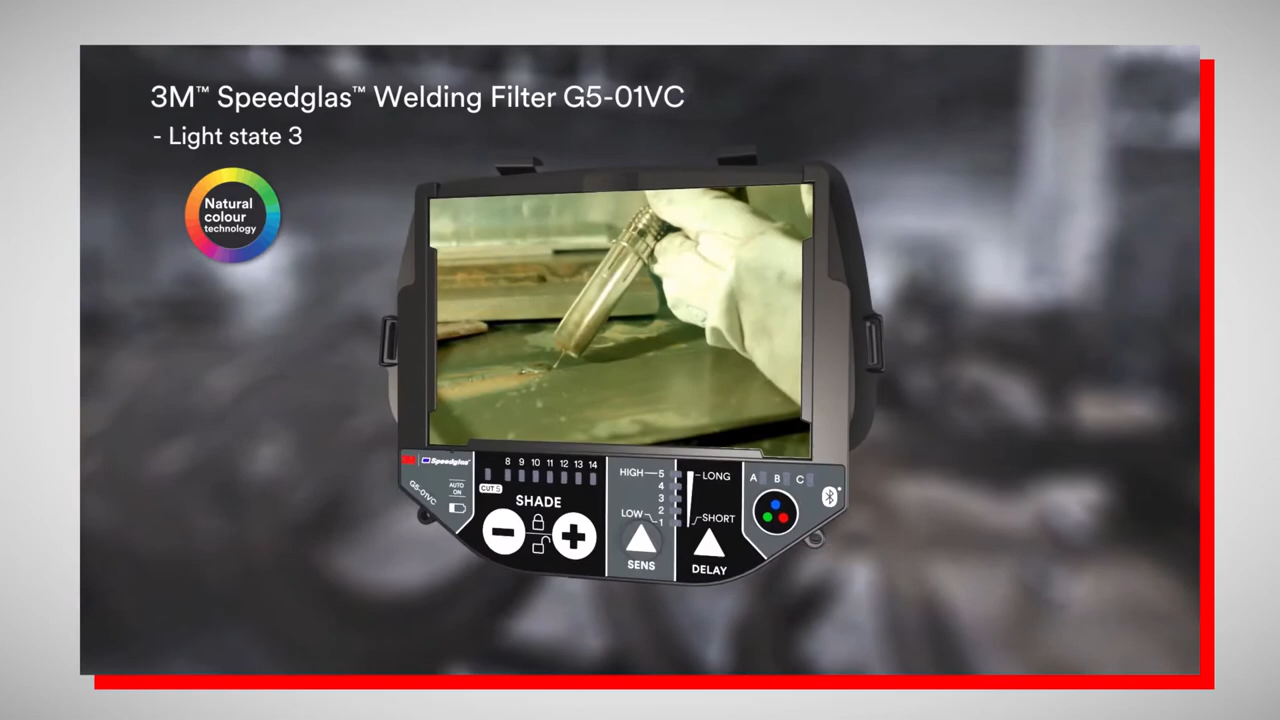 3M™ Speedglas™ Welding Filter G5-01VC
- Light state 3
Natural
colour
technology
3M Speedglas
G5-01VC
AUTO
ON
8 9 10 11 12 13 14
CUT 5
SHADE
HIGH 5
4
3
2
LOW 1
SENS
LONG
SHORT
DELAY
A B C